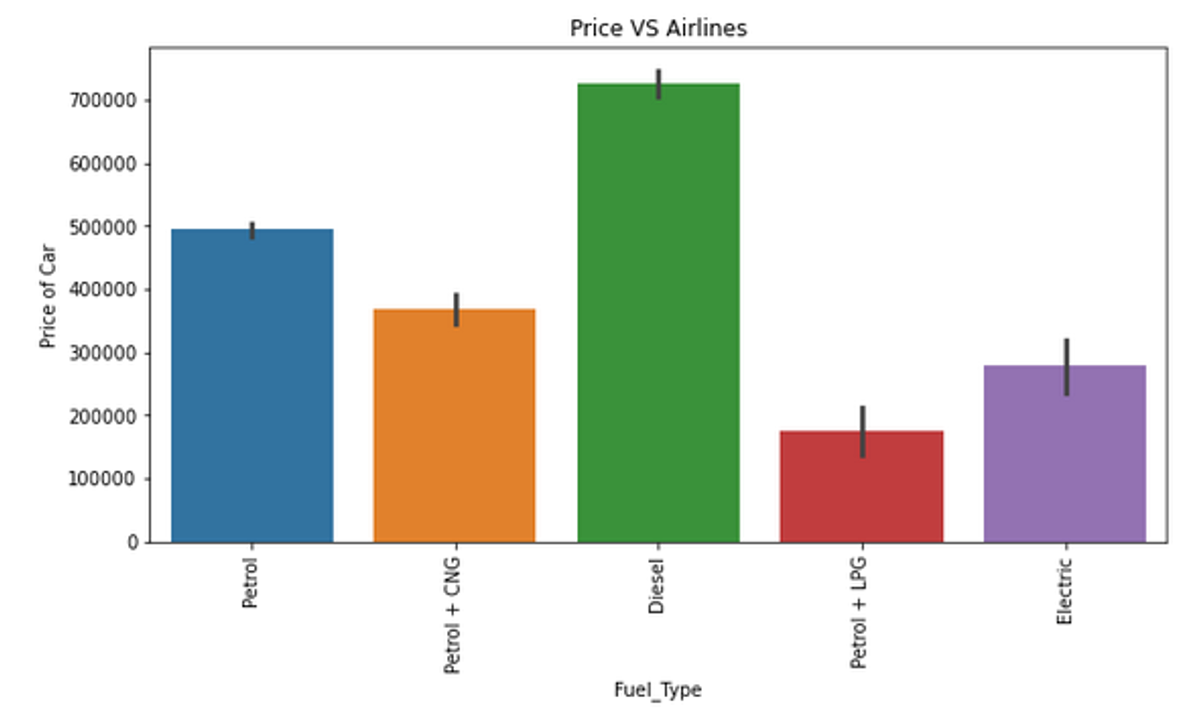 Price VS Airlines
Price of Car
700000
600000
500000
400000
300000
200000
100000
0
Petrol
Petrol + CNG
Diesel
Petrol + LPG
Electric
Fuel_Type